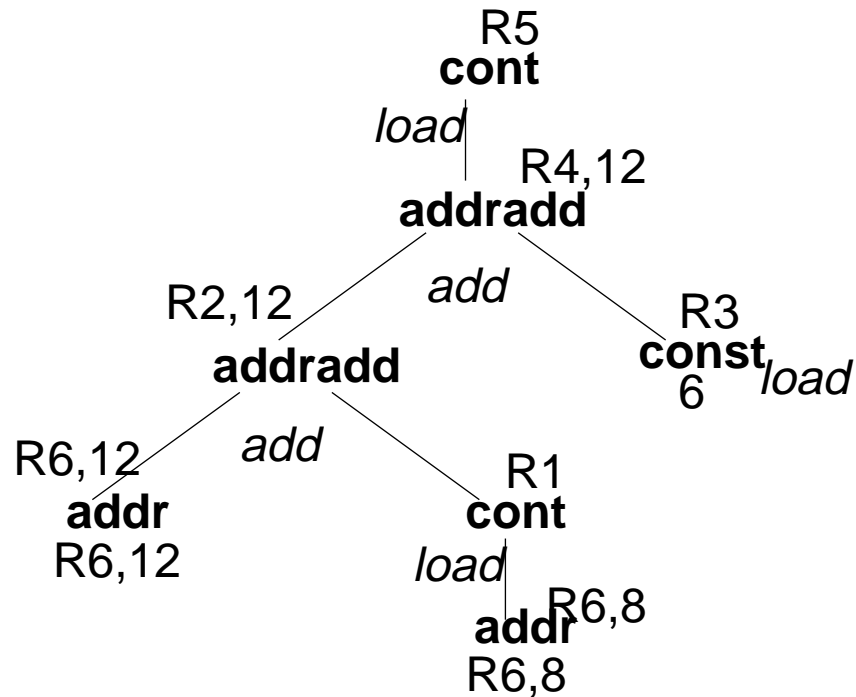 R5
cont
load
R4,12
addradd
add
R2,12
R3
addradd
const
6
load
add
R6,12
R1
addr
cont
R6,12
load
R6,8
addr
R6,8